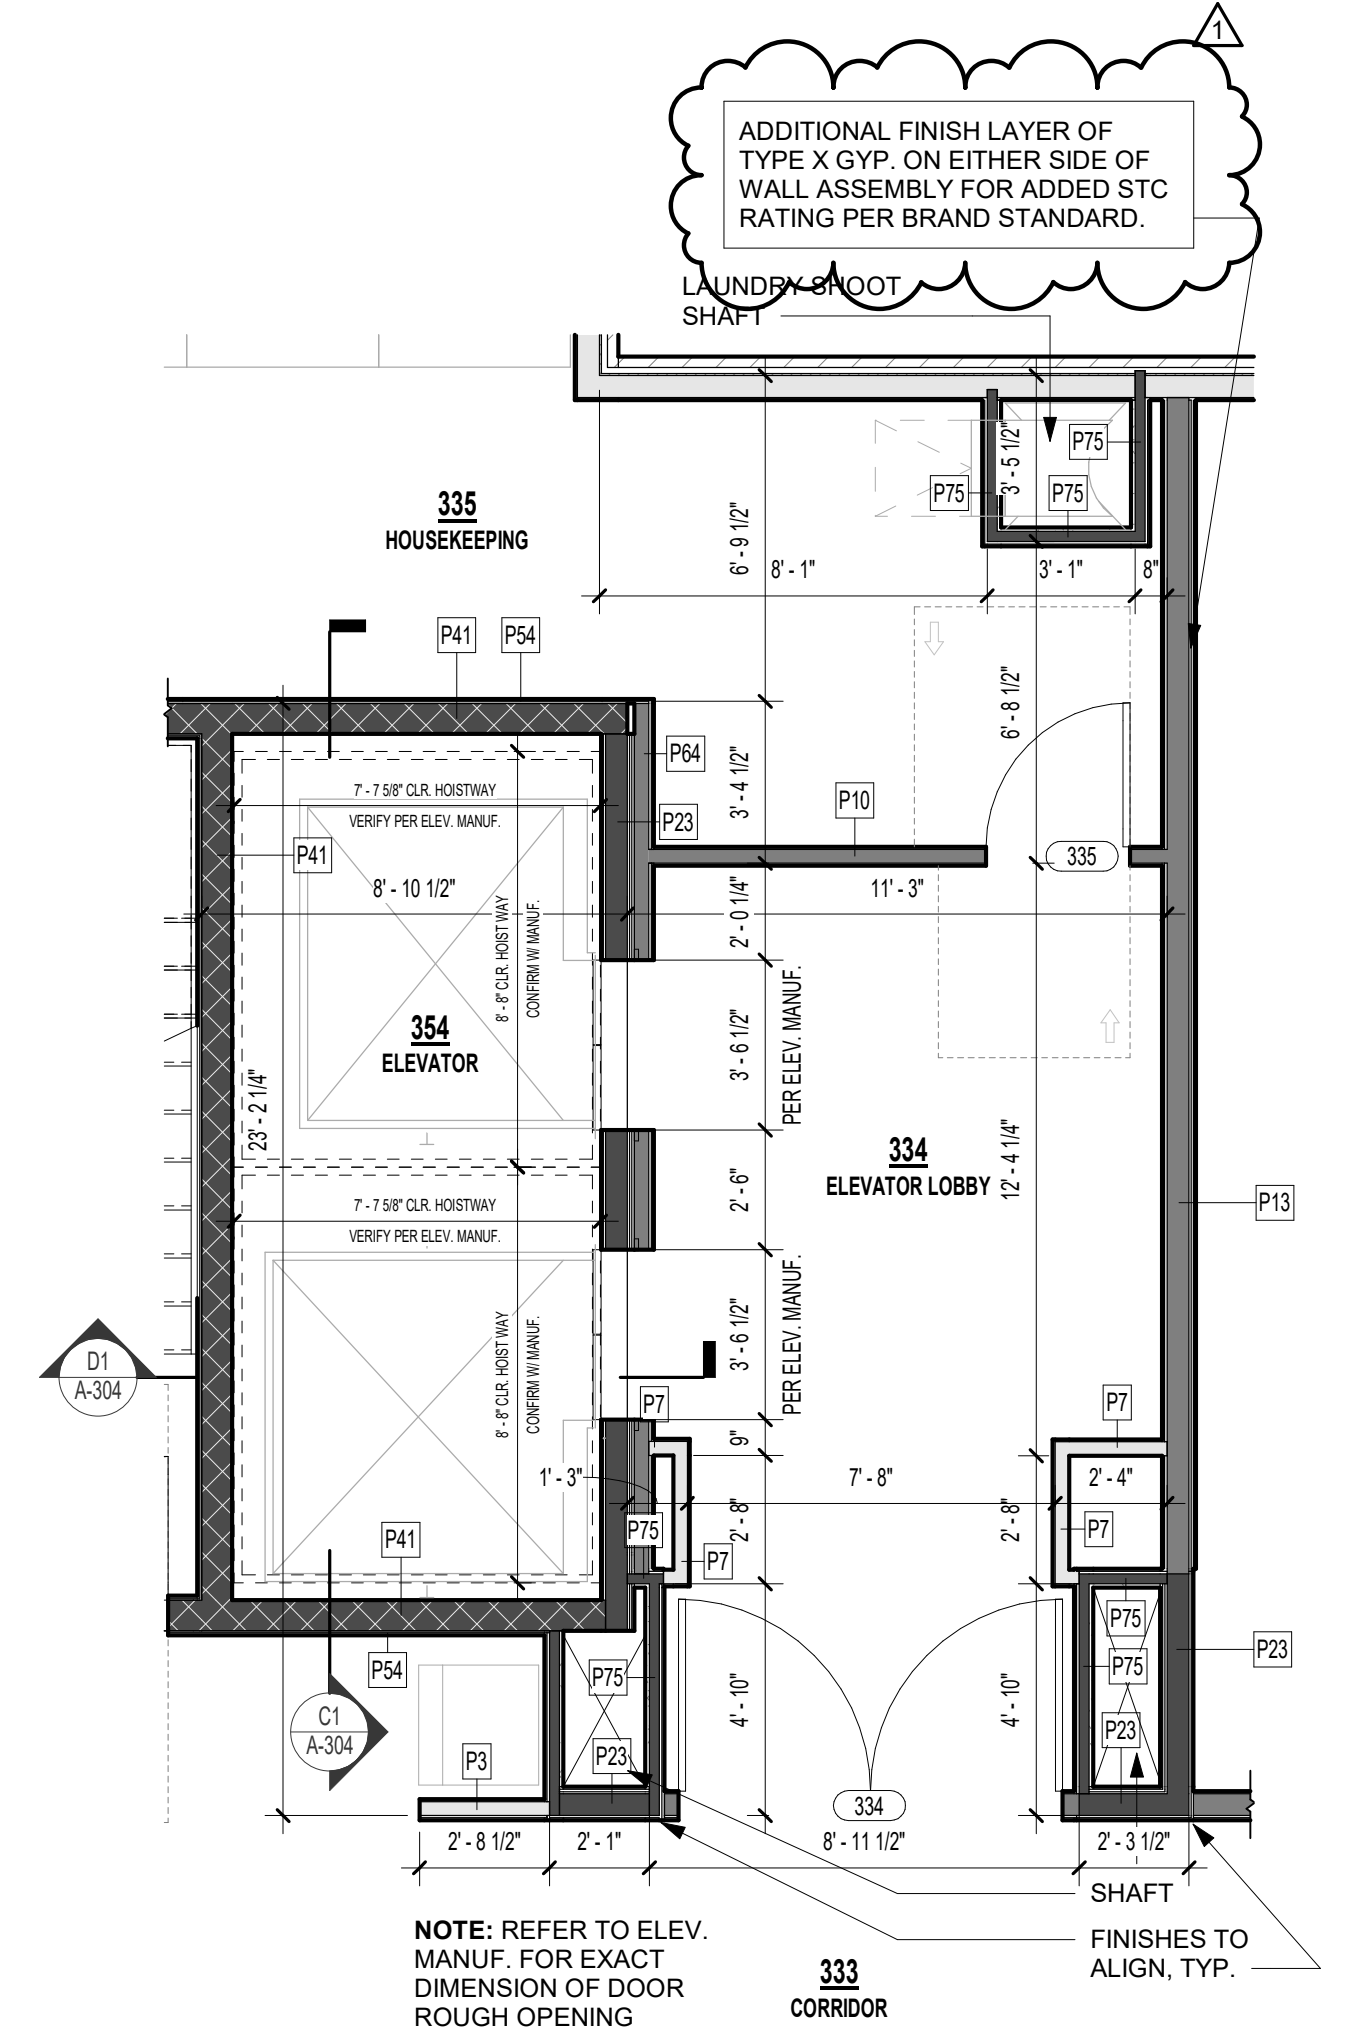 1
ADDITIONAL FINISH LAYER OF
TYPE X GYP. ON EITHER SIDE OF
WALL ASSEMBLY FOR ADDED STC
RATING PER BRAND STANDARD.
LAUNDRY SHOOT
SHAFT
P75
P75
P75
3' - 5 1/2"
335
HOUSEKEEPING
6' - 9 1/2"
8' - 1"
3' - 1"
8"
P41
P54
6' - 8 1/2"
P64
P23
P10
335
3' - 4 1/2"
7' - 7 5/8" CLR. HOISTWAY
VERIFY PER ELEV. MANUF.
P41
8' - 10 1/2"
11' - 3"
2' - 0 1/4"
8' - 8" CLR. HOIST WAY
CONFIRM W/ MANUF.
354
ELEVATOR
3' - 6 1/2"
PER ELEV. MANUF.
23' - 2 1/4"
334
ELEVATOR LOBBY
12' - 4 1/4"
2' - 6"
P13
7' - 7 5/8" CLR. HOISTWAY
VERIFY PER ELEV. MANUF.
8' - 8" CLR. HOIST WAY
CONFIRM W/ MANUF.
3' - 6 1/2"
PER ELEV. MANUF.
D1
A-304
P7
P7
9"
1' - 3"
7' - 8"
2' - 4"
P75
2' - 8"
2' - 8"
P7
P7
P41
P75
P54
P75
P75
P23
4' - 10"
4' - 10"
C1
A-304
P3
P23
P23
334
2' - 8 1/2"
2' - 1"
8' - 11 1/2"
2' - 3 1/2"
SHAFT
FINISHES TO
ALIGN, TYP.
NOTE: REFER TO ELEV.
MANUF. FOR EXACT
DIMENSION OF DOOR
ROUGH OPENING
333
CORRIDOR